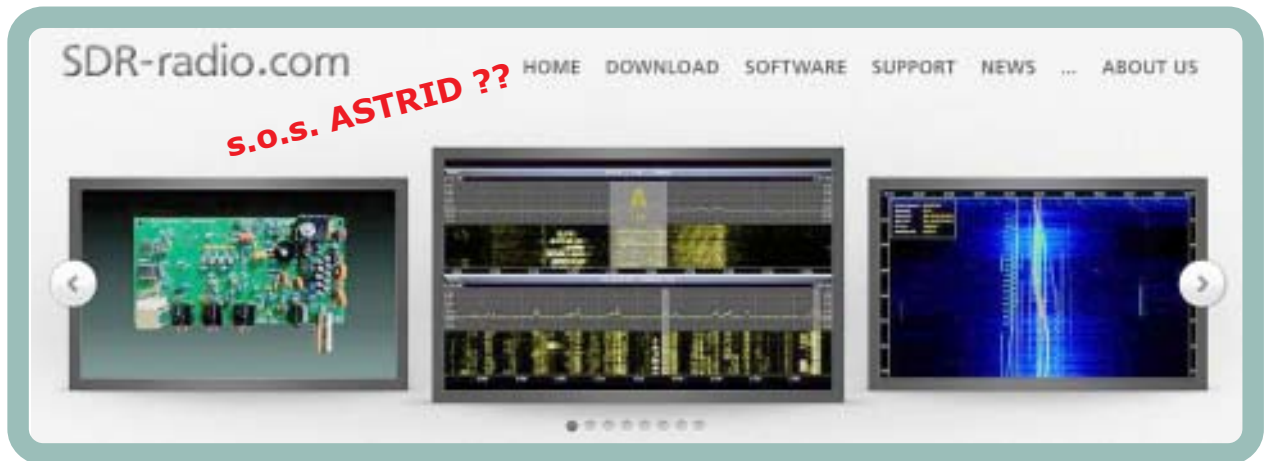 SDR-radio.com
HOME DOWNLOAD SOFTWARE SUPPORT NEWS ... ABOUT US
s.o.s. ASTRID ??